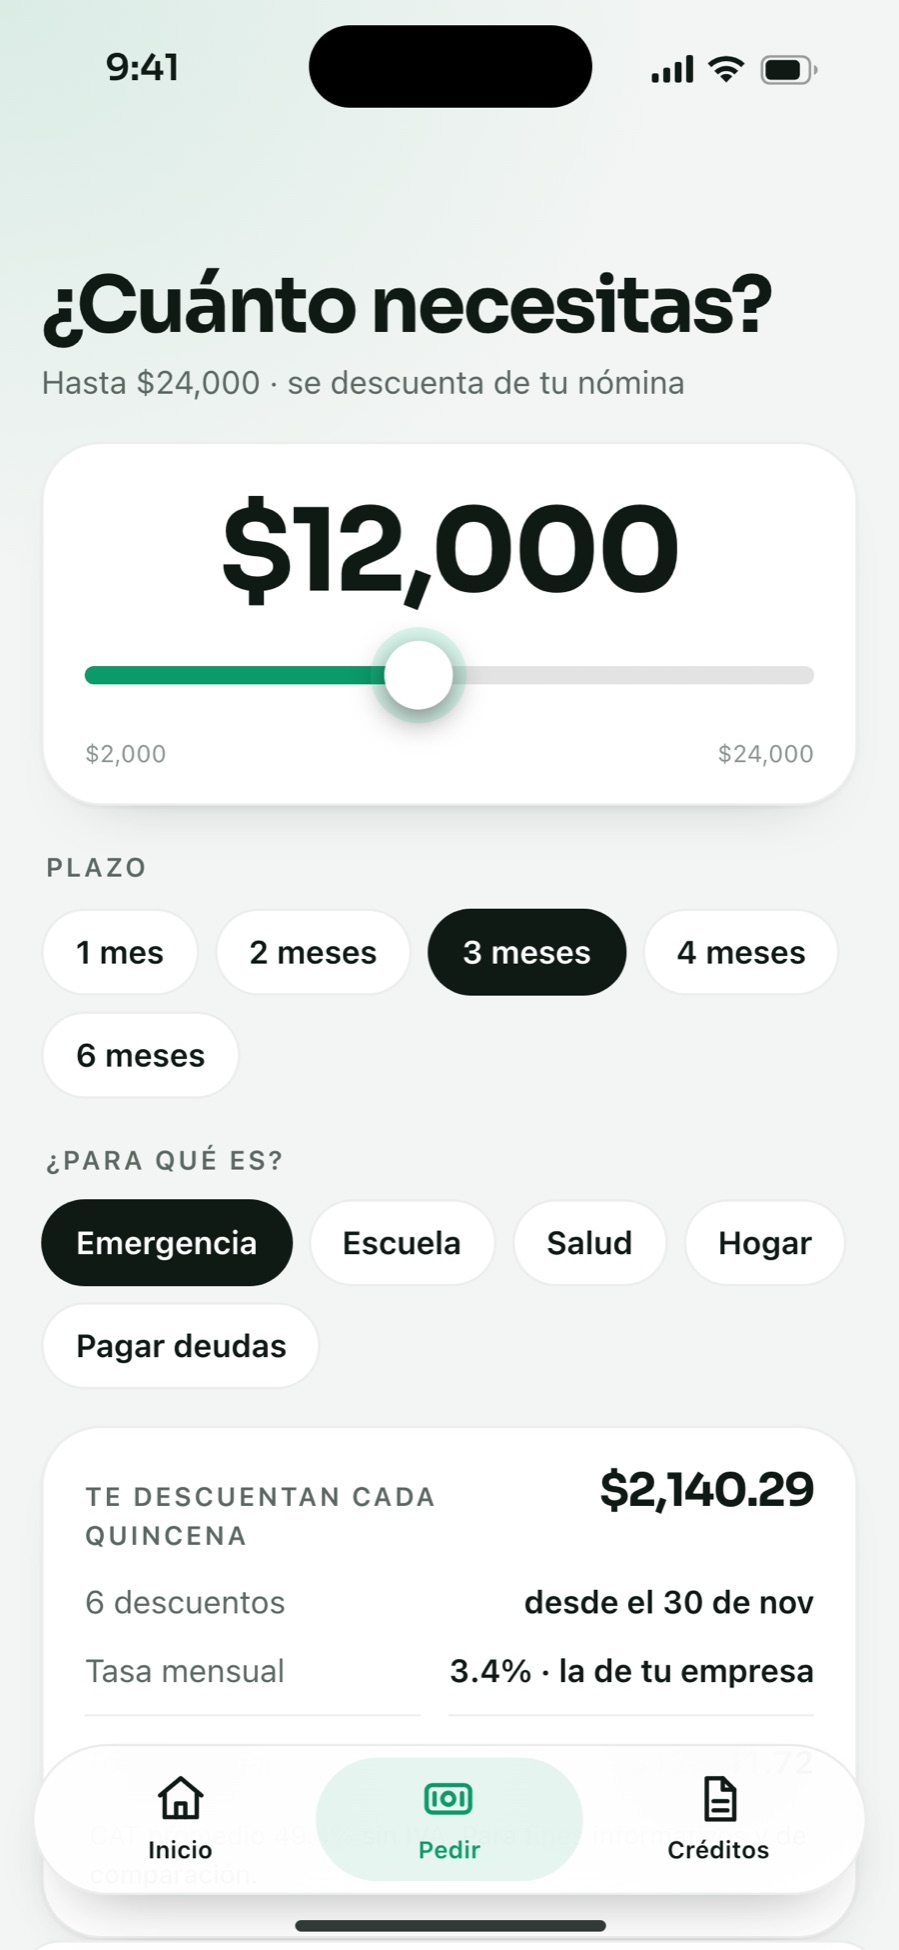 9:41
¿Cuánto necesitas?
Hasta $24,000 · se descuenta de tu nómina
$12,000
$2,000 $24,000
PLAZO
1 mes 2 meses 3 meses 4 meses
6 meses
¿PARA QUÉ ES?
Emergencia Escuela Salud Hogar
Pagar deudas
TE DESCUENTAN CADA $2,140.29
QUINCENA
6 descuentos desde el 30 de nov
Tasa mensual 3.4% · la de tu empresa
comparación.
Inicio Pedir Créditos